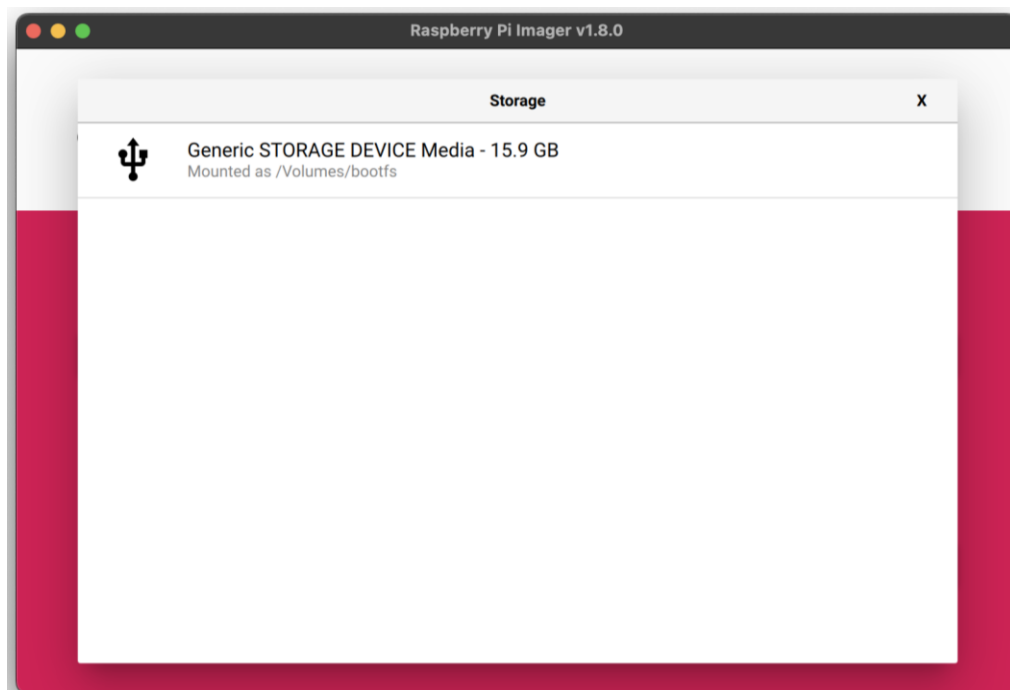 Raspberry Pi Imager v1.8.0
Storage
X
Generic STORAGE DEVICE Media - 15.9 GB
Mounted as /Volumes/bootfs